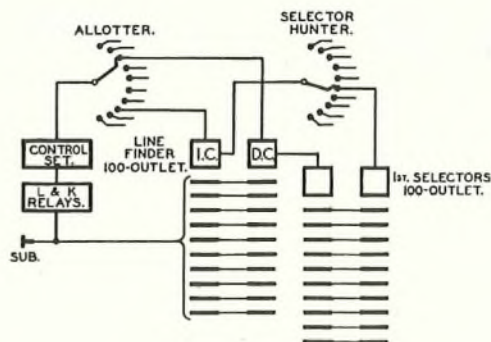 ALLOTTER.
SELECTOR
HUNTER.
CONTROL
SET.
LINE
FINDER
100-OUTLET.
I.C.
D.C.
1ST. SELECTORS
100-OUTLET.
L & K
RELAYS.
SUB.